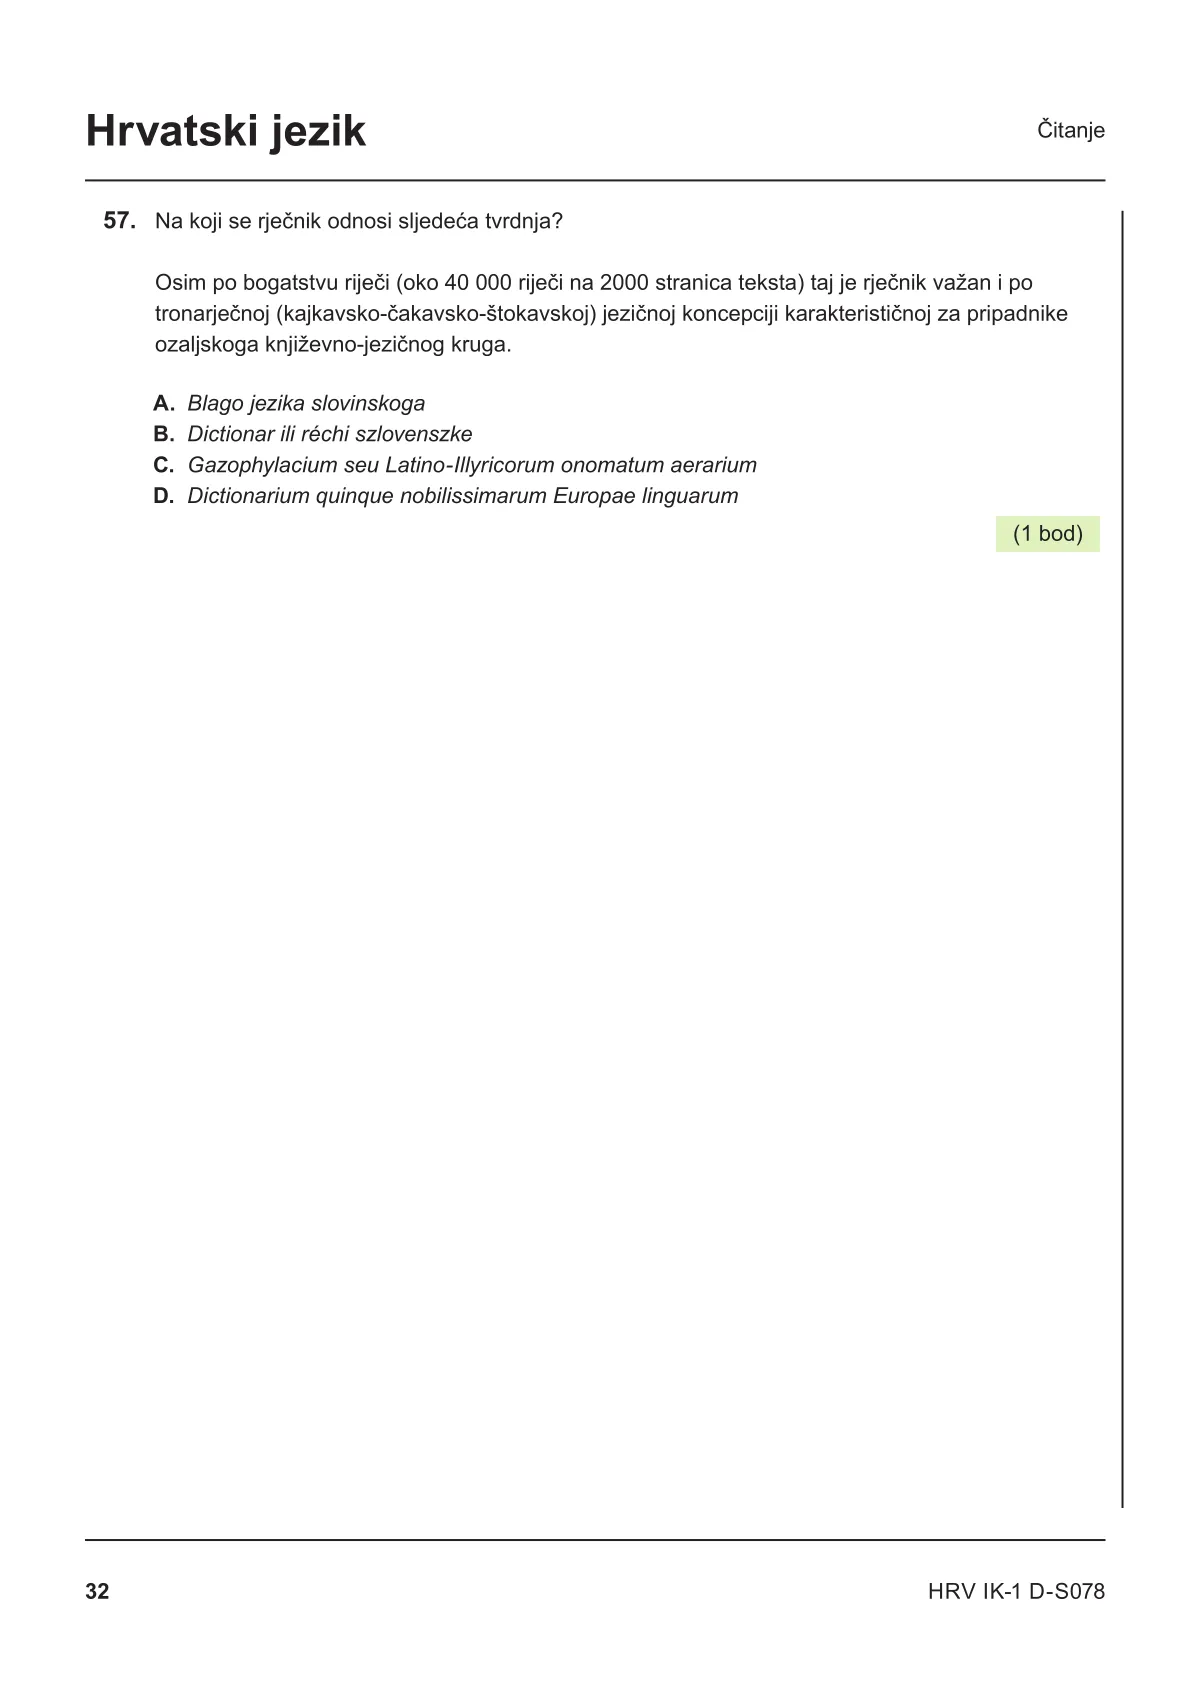 Hrvatski jezik
Čitanje
57. Na koji se rječnik odnosi sljedeća tvrdnja?
Osim po bogatstvu riječi (oko 40 000 riječi na 2000 stranica teksta) taj je rječnik važan i po
tronarječnoj (kajkavsko-čakavsko-štokavskoj) jezičnoj koncepciji karakterističnoj za pripadnike
ozaljskoga književno-jezičnog kruga.
A. Blago jezika slovinskoga
B. Dictionar ili réchi szlovenszke
C. Gazophylacium seu Latino-Illyricorum onomatum aerarium
D. Dictionarium quinque nobilissimarum Europae linguarum
(1 bod)
32
HRV IK-1 D-S078